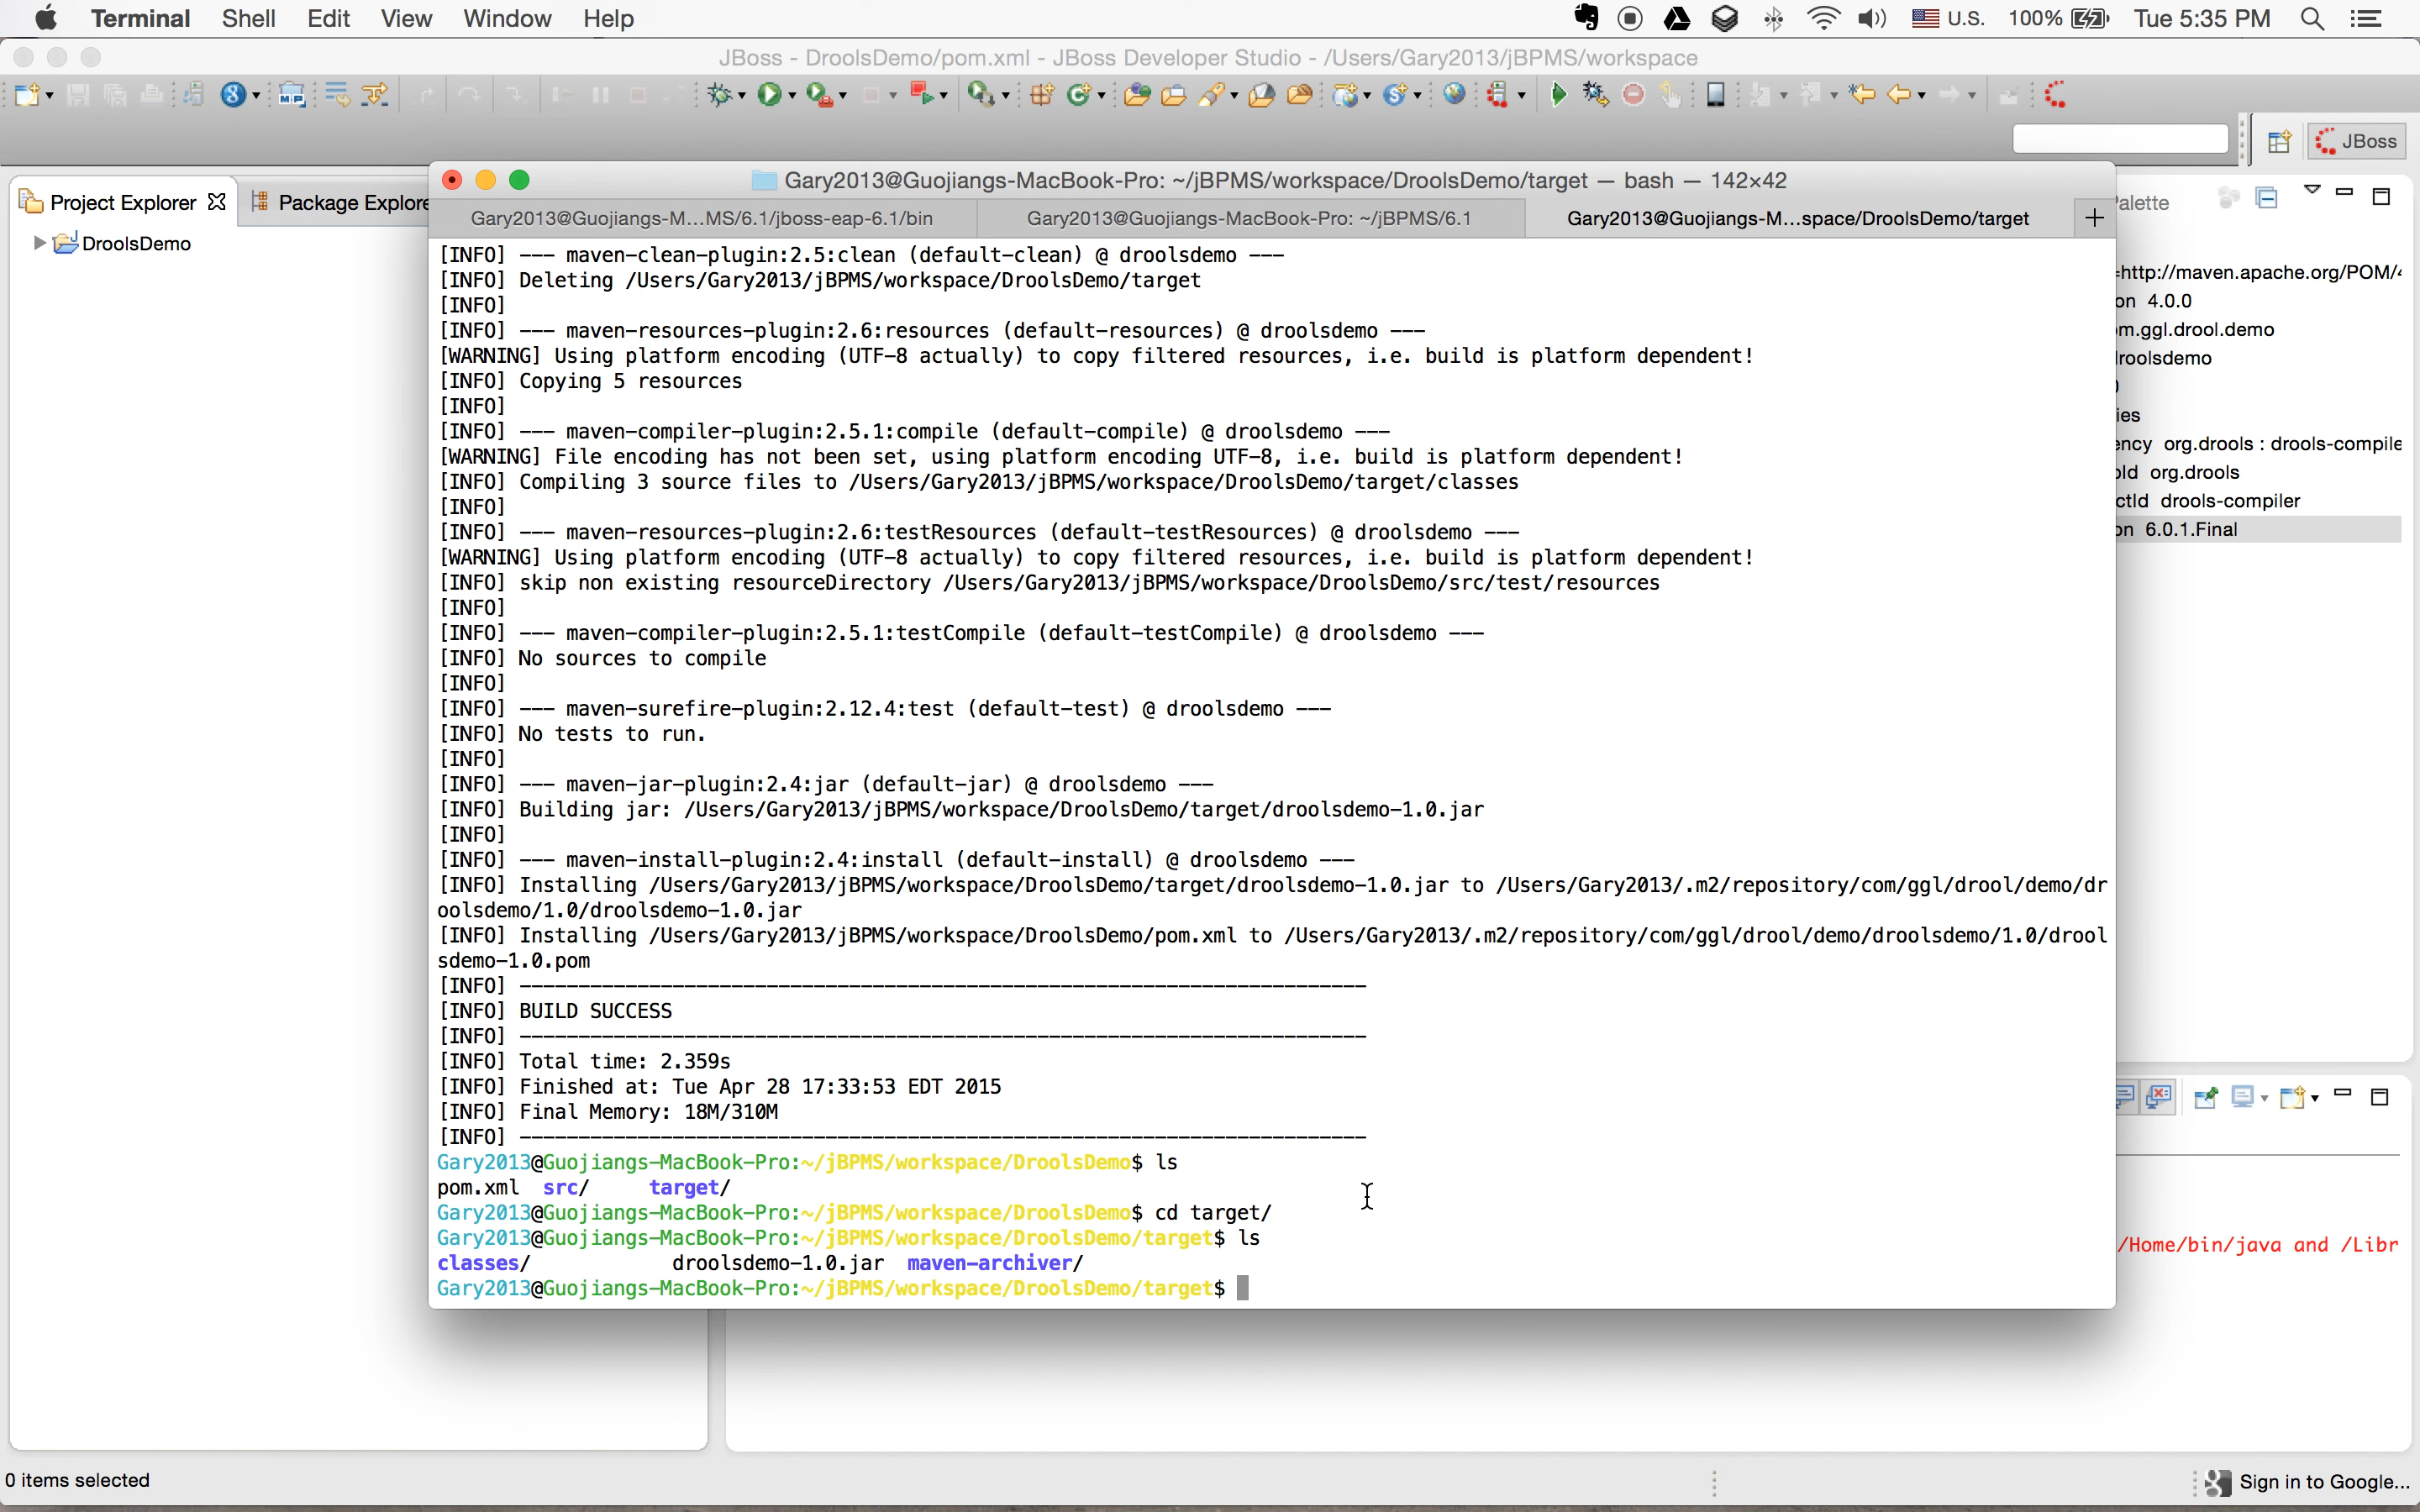 Terminal Shell Edit View Window Help U.S. 100% Tue 5:35 PM
JBoss - DroolsDemo/pom.xml - JBoss Developer Studio - /Users/Gary2013/jBPMS/workspace
JBoss
Project Explorer Package Explore
DroolsDemo
Gary2013@Guojiangs-MacBook-Pro: ~/jBPMS/workspace/DroolsDemo/target — bash — 142×42
Gary2013@Guojiangs-M...MS/6.1/jboss-eap-6.1/bin Gary2013@Guojiangs-MacBook-Pro: ~/jBPMS/6.1 Gary2013@Guojiangs-M...space/DroolsDemo/target +
[INFO] --- maven-clean-plugin:2.5:clean (default-clean) @ droolsdemo ---
[INFO] Deleting /Users/Gary2013/jBPMS/workspace/DroolsDemo/target
[INFO]
[INFO] --- maven-resources-plugin:2.6:resources (default-resources) @ droolsdemo ---
[WARNING] Using platform encoding (UTF-8 actually) to copy filtered resources, i.e. build is platform dependent!
[INFO] Copying 5 resources
[INFO]
[INFO] --- maven-compiler-plugin:2.5.1:compile (default-compile) @ droolsdemo ---
[WARNING] File encoding has not been set, using platform encoding UTF-8, i.e. build is platform dependent!
[INFO] Compiling 3 source files to /Users/Gary2013/jBPMS/workspace/DroolsDemo/target/classes
[INFO]
[INFO] --- maven-resources-plugin:2.6:testResources (default-testResources) @ droolsdemo ---
[WARNING] Using platform encoding (UTF-8 actually) to copy filtered resources, i.e. build is platform dependent!
[INFO] skip non existing resourceDirectory /Users/Gary2013/jBPMS/workspace/DroolsDemo/src/test/resources
[INFO]
[INFO] --- maven-compiler-plugin:2.5.1:testCompile (default-testCompile) @ droolsdemo ---
[INFO] No sources to compile
[INFO]
[INFO] --- maven-surefire-plugin:2.12.4:test (default-test) @ droolsdemo ---
[INFO] No tests to run.
[INFO]
[INFO] --- maven-jar-plugin:2.4:jar (default-jar) @ droolsdemo ---
[INFO] Building jar: /Users/Gary2013/jBPMS/workspace/DroolsDemo/target/droolsdemo-1.0.jar
[INFO]
[INFO] --- maven-install-plugin:2.4:install (default-install) @ droolsdemo ---
[INFO] Installing /Users/Gary2013/jBPMS/workspace/DroolsDemo/target/droolsdemo-1.0.jar to /Users/Gary2013/.m2/repository/com/ggl/drool/demo/dr
oolsdemo/1.0/droolsdemo-1.0.jar
[INFO] Installing /Users/Gary2013/jBPMS/workspace/DroolsDemo/pom.xml to /Users/Gary2013/.m2/repository/com/ggl/drool/demo/droolsdemo/1.0/drool
sdemo-1.0.pom
[INFO] ------------------------------------------------------------------------
[INFO] BUILD SUCCESS
[INFO] ------------------------------------------------------------------------
[INFO] Total time: 2.359s
[INFO] Finished at: Tue Apr 28 17:33:53 EDT 2015
[INFO] Final Memory: 18M/310M
[INFO] ------------------------------------------------------------------------
Gary2013@Guojiangs-MacBook-Pro:~/jBPMS/workspace/DroolsDemo$ ls
pom.xml src/ target/
Gary2013@Guojiangs-MacBook-Pro:~/jBPMS/workspace/DroolsDemo$ cd target/
Gary2013@Guojiangs-MacBook-Pro:~/jBPMS/workspace/DroolsDemo/target$ ls
classes/ droolsdemo-1.0.jar maven-archiver/
Gary2013@Guojiangs-MacBook-Pro:~/jBPMS/workspace/DroolsDemo/target$
alette
=http://maven.apache.org/POM/4
on 4.0.0
om.ggl.drool.demo
droolsdemo
ies
ency org.drools : drools-compile
pId org.drools
ctId drools-compiler
on 6.0.1.Final
/Home/bin/java and /Libr
0 items selected
Sign in to Google...